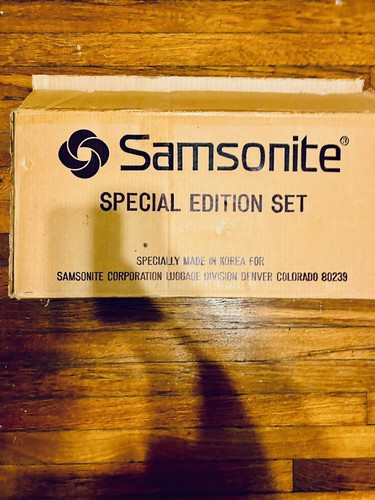 Samsonite®
SPECIAL EDITION SET
SPECIALLY MADE IN KOREA FOR
SAMSONITE CORPORATION LUGGAGE DIVISION DENVER COLORADO 80239